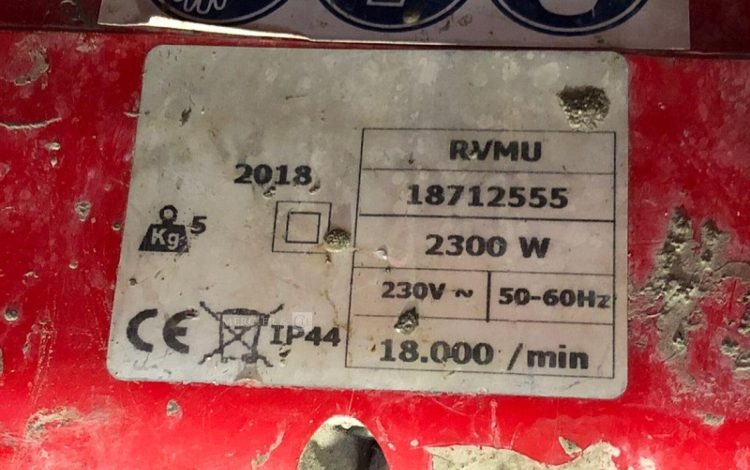 2018
5
Kg
CE
IP44
RVMU
18712555
2300 W
230V ~ 50-60Hz
18.000 /min